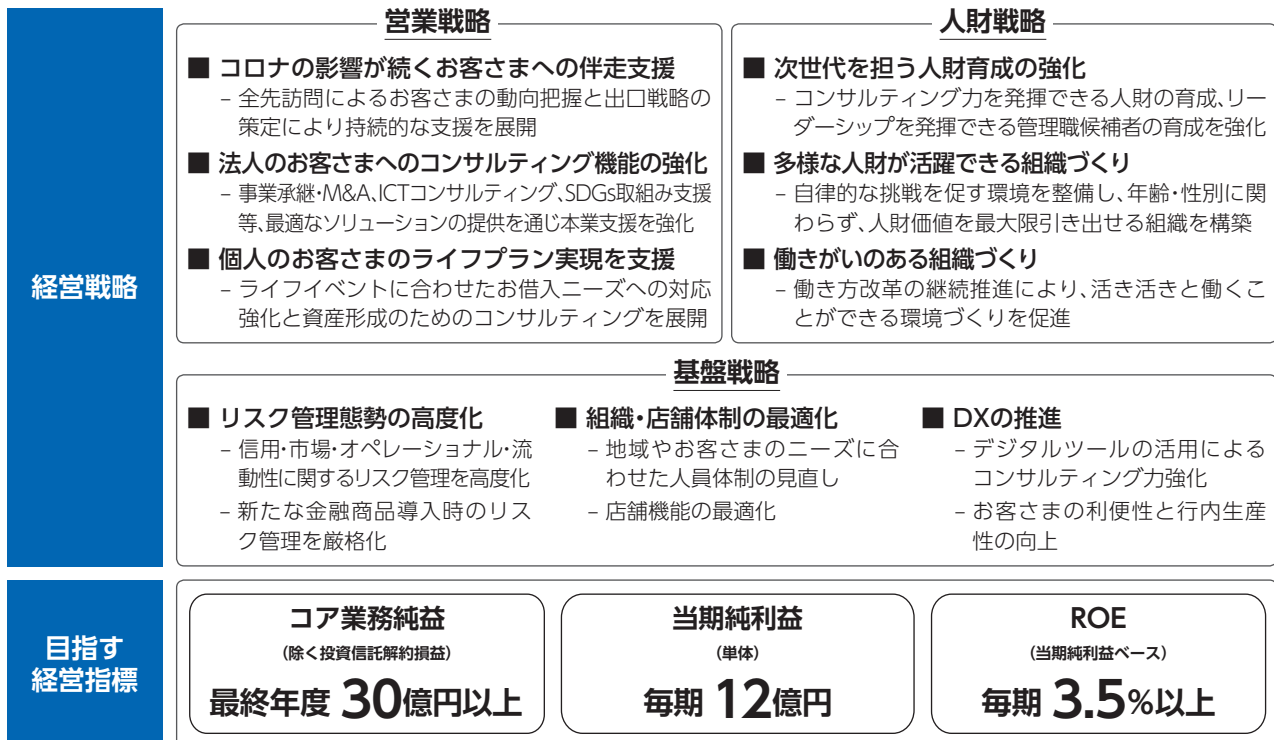 経営戦略
営業戦略
■ コロナの影響が続くお客さまへの伴走支援
– 全先訪問によるお客さまの動向把握と出口戦略の
策定により持続的な支援を展開
■ 法人のお客さまへのコンサルティング機能の強化
– 事業承継・M&A、ICTコンサルティング、SDGs取組み支援
等、最適なソリューションの提供を通じ本業支援を強化
■ 個人のお客さまのライフプラン実現を支援
– ライフイベントに合わせたお借入ニーズへの対応
強化と資産形成のためのコンサルティングを展開
人財戦略
■ 次世代を担う人財育成の強化
– コンサルティング力を発揮できる人財の育成、リー
ダーシップを発揮できる管理職候補者の育成を強化
■ 多様な人財が活躍できる組織づくり
– 自律的な挑戦を促す環境を整備し、年齢・性別に関
わらず、人財価値を最大限引き出せる組織を構築
■ 働きがいのある組織づくり
– 働き方改革の継続推進により、活き活きと働くこ
とができる環境づくりを促進
基盤戦略
■ リスク管理態勢の高度化
– 信用・市場・オペレーショナル・流
動性に関するリスク管理を高度化
– 新たな金融商品導入時のリス
ク管理を厳格化
■ 組織・店舗体制の最適化
– 地域やお客さまのニーズに合
わせた人員体制の見直し
– 店舗機能の最適化
■ DXの推進
– デジタルツールの活用による
コンサルティング力強化
– お客さまの利便性と行内生産
性の向上
目指す
経営指標
コア業務純益
(除く投資信託解約損益)
最終年度 30億円以上
当期純利益
(単体)
毎期 12億円
ROE
(当期純利益ベース)
毎期 3.5%以上